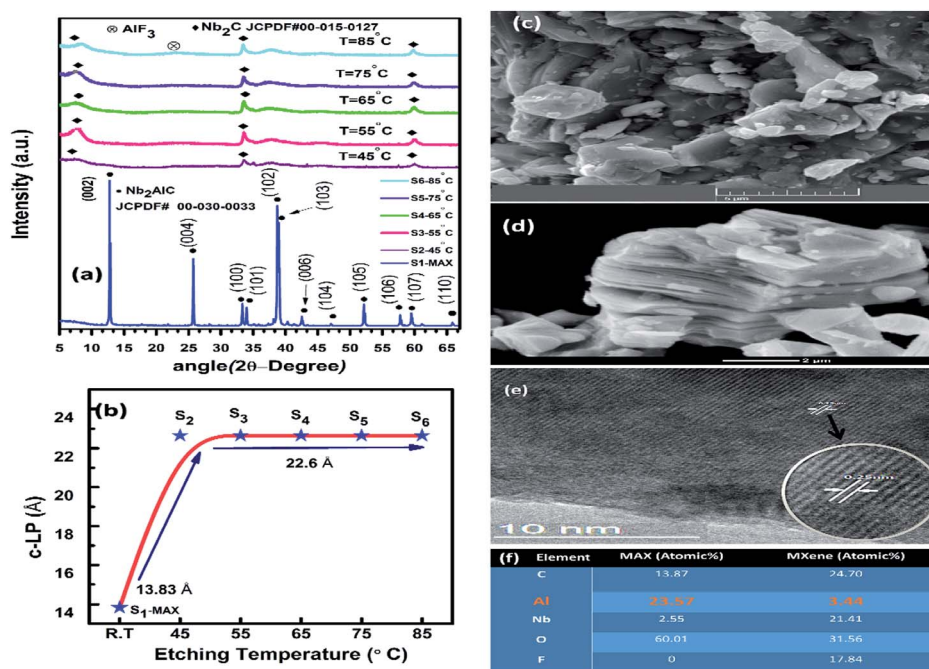 ⊗ AlF3
◆ Nb2C JCPDF#00-015-0127
T=85°C
T=75°C
T=65°C
T=55°C
T=45°C
• Nb2AlC
JCPDF# 00-030-0033
(002)
(004)
(100)
(101)
(102)
(103)
(006)
(104)
(105)
(106)
(107)
(110)
S6-85°C
S5-75°C
S4-65°C
S3-55°C
S2-45°C
S1-MAX
(a)
Intensity (a.u.)
5 10 15 20 25 30 35 40 45 50 55 60 65
angle(2θ–Degree)
(b)
24
22
20
18
16
14
c-LP (Å)
S2 S3 S4 S5 S6
22.6 Å
13.83 Å
S1-MAX
R.T 45 55 65 75 85
Etching Temperature (° C)
(c)
5 µm
(d)
2 µm
(e)
0.25nm
10 nm
(f) Element MAX (Atomic%) MXene (Atomic%)
C 13.87 24.70
Al 23.57 3.44
Nb 2.55 21.41
O 60.01 31.56
F 0 17.84